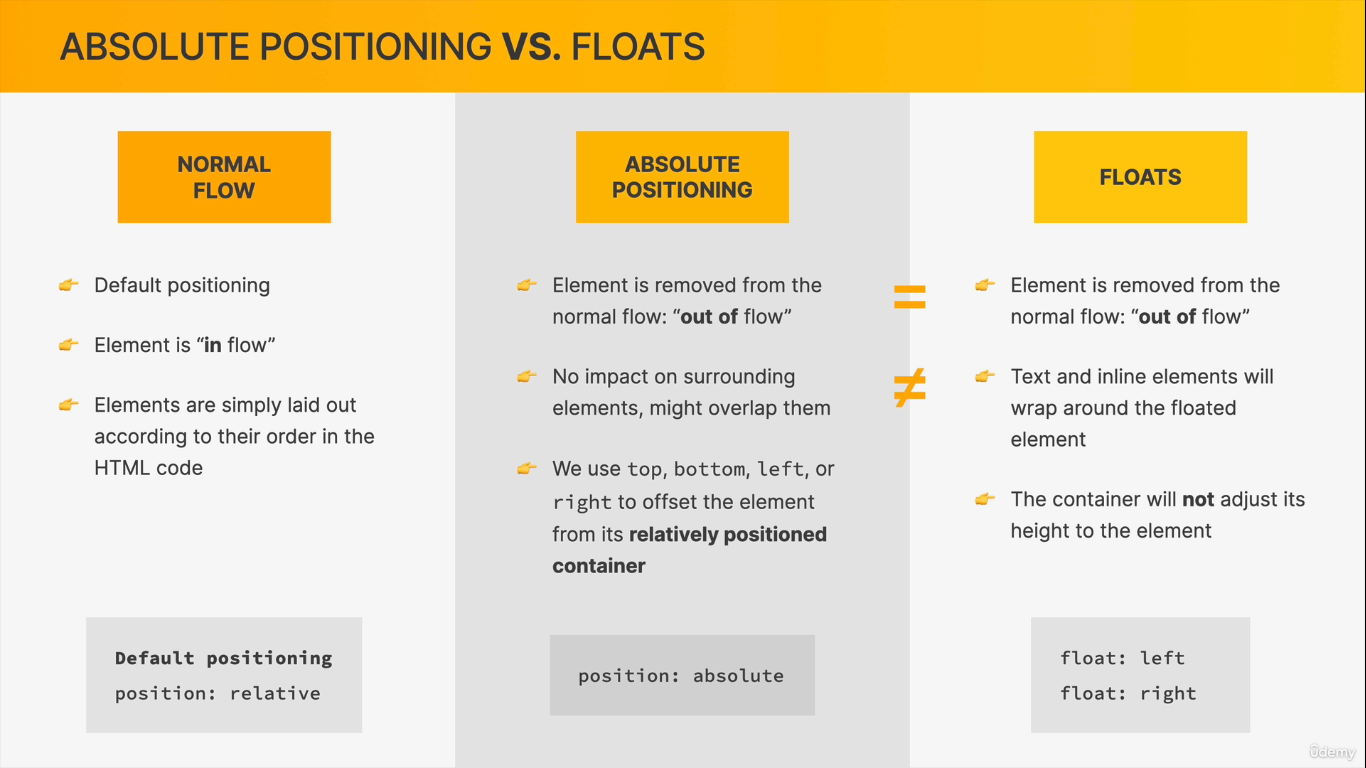 ABSOLUTE POSITIONING VS. FLOATS
NORMAL
FLOW
Default positioning
Element is “in flow”
Elements are simply laid out
according to their order in the
HTML code
Default positioning
position: relative
ABSOLUTE
POSITIONING
Element is removed from the
normal flow: “out of flow”
No impact on surrounding
elements, might overlap them
We use top, bottom, left, or
right to offset the element
from its relatively positioned
container
position: absolute
=
≠
FLOATS
Element is removed from the
normal flow: “out of flow”
Text and inline elements will
wrap around the floated
element
The container will not adjust its
height to the element
float: left
float: right
ûdemy